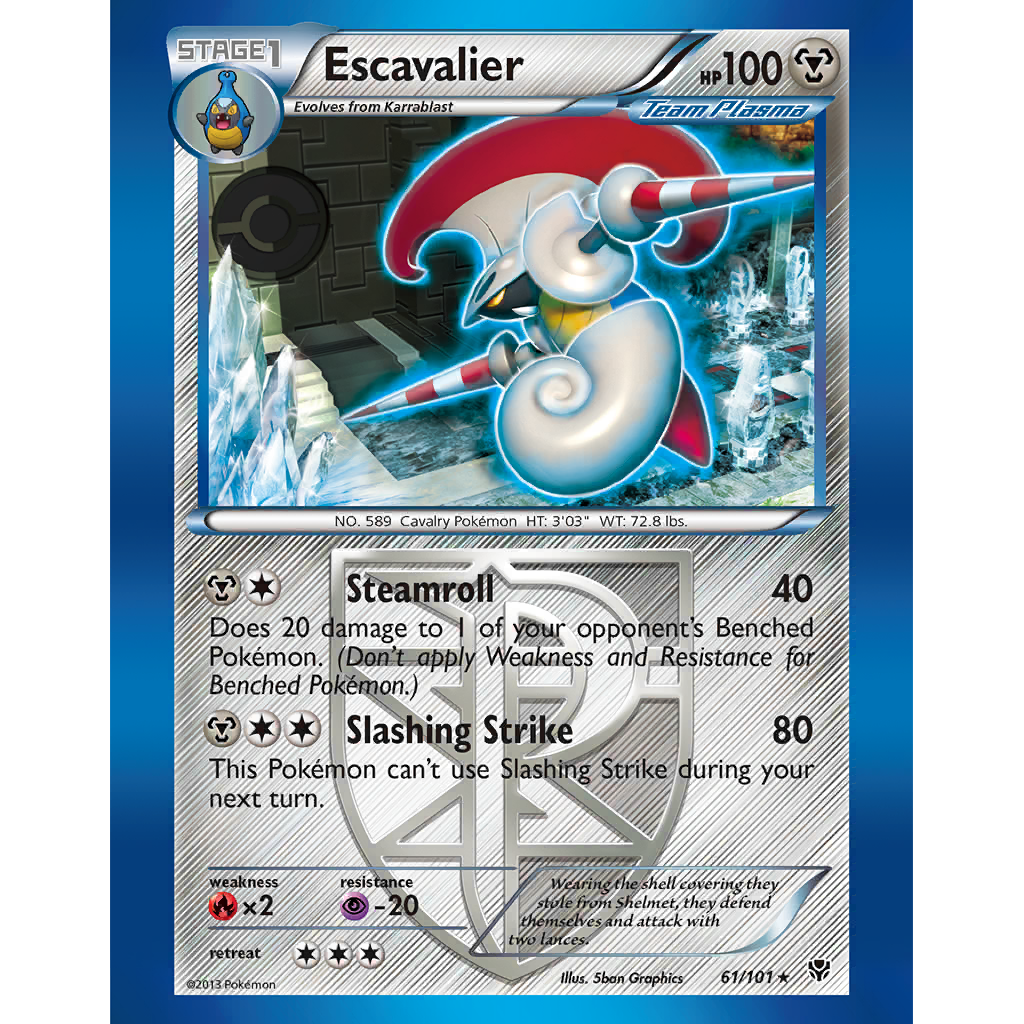 STAGE1
Escavalier
HP100
Evolves from Karrablast
Team Plasma
NO. 589 Cavalry Pokémon HT: 3'03" WT: 72.8 lbs.
Steamroll 40
Does 20 damage to 1 of your opponent's Benched
Pokémon. (Don't apply Weakness and Resistance for
Benched Pokémon.)
Slashing Strike 80
This Pokémon can't use Slashing Strike during your
next turn.
weakness
×2
resistance
-20
retreat
Wearing the shell covering they
stole from Shelmet, they defend
themselves and attack with
two lances.
Illus. 5ban Graphics
61/101★
©2013 Pokémon